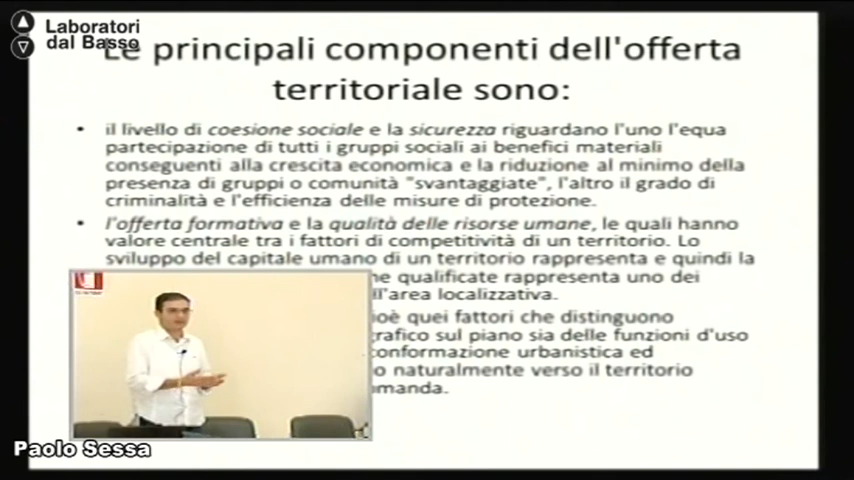 Laboratori
dal Basso
Le principali componenti dell'offerta
territoriale sono:
• il livello di coesione sociale e la sicurezza riguardano l'uno l'equa
partecipazione di tutti i gruppi sociali ai benefici materiali
conseguenti alla crescita economica e la riduzione al minimo della
presenza di gruppi o comunità "svantaggiate", l'altro il grado di
criminalità e l'efficienza delle misure di protezione.
• l'offerta formativa e la qualità delle risorse umane, le quali hanno
valore centrale tra i fattori di competitività di un territorio. Lo
sviluppo del capitale umano di un territorio rappresenta e quindi la
ne qualificate rappresenta uno dei
ll'area localizzativa.
oè quei fattori che distinguono
rafico sul piano sia delle funzioni d'uso
conformazione urbanistica ed
o naturalmente verso il territorio
manda.
Paolo Sessa